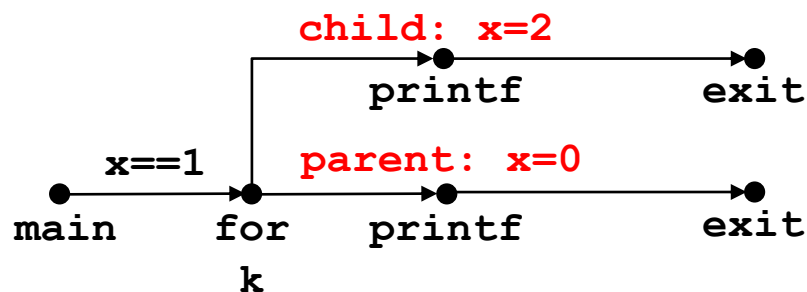 child: x=2
printf exit
x==1 parent: x=0
main for printf exit
k